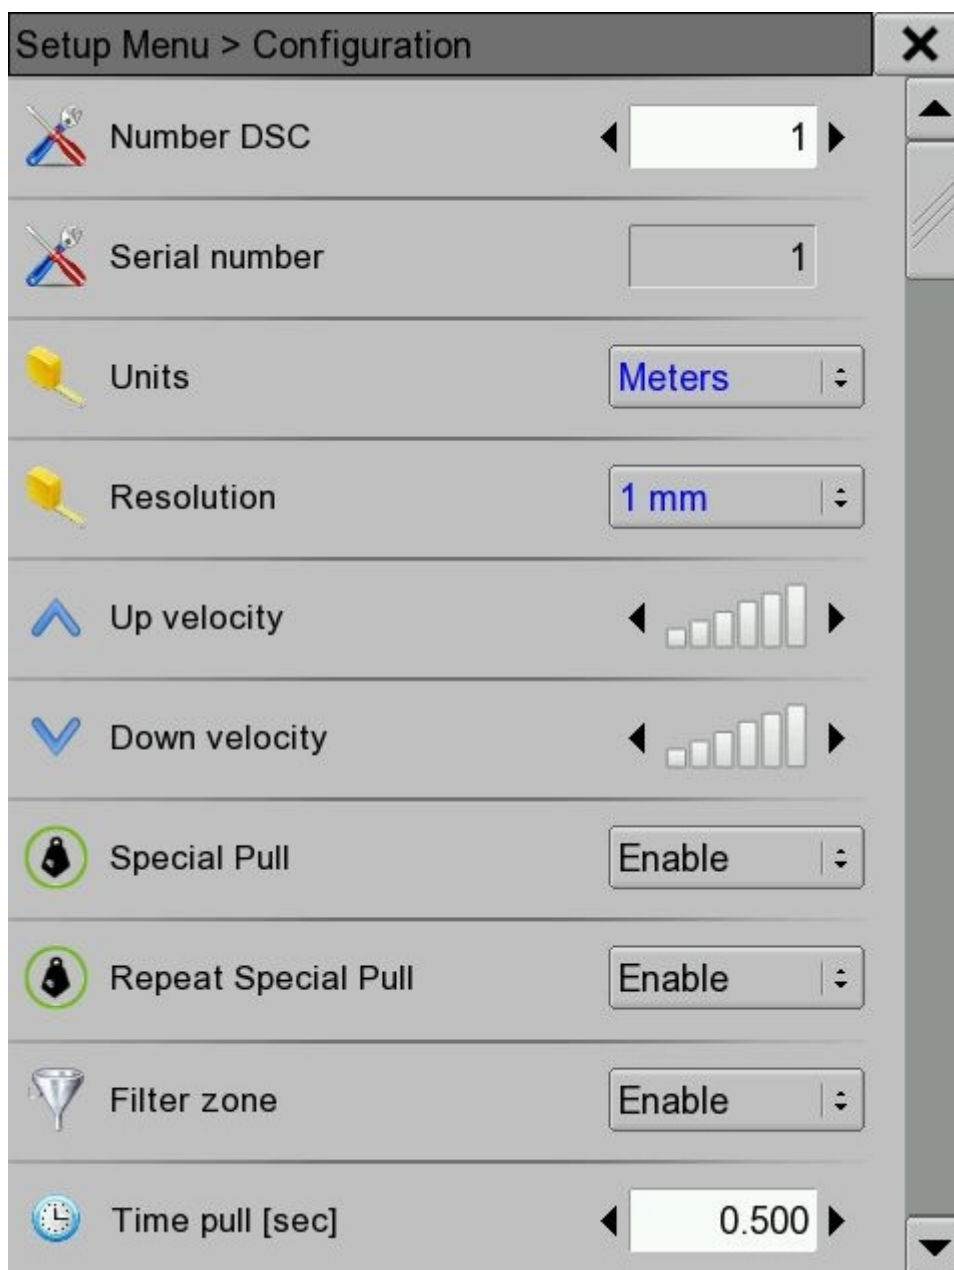 Setup Menu > Configuration
Number DSC 1
Serial number 1
Units Meters
Resolution 1 mm
Up velocity
Down velocity
Special Pull Enable
Repeat Special Pull Enable
Filter zone Enable
Time pull [sec] 0.500